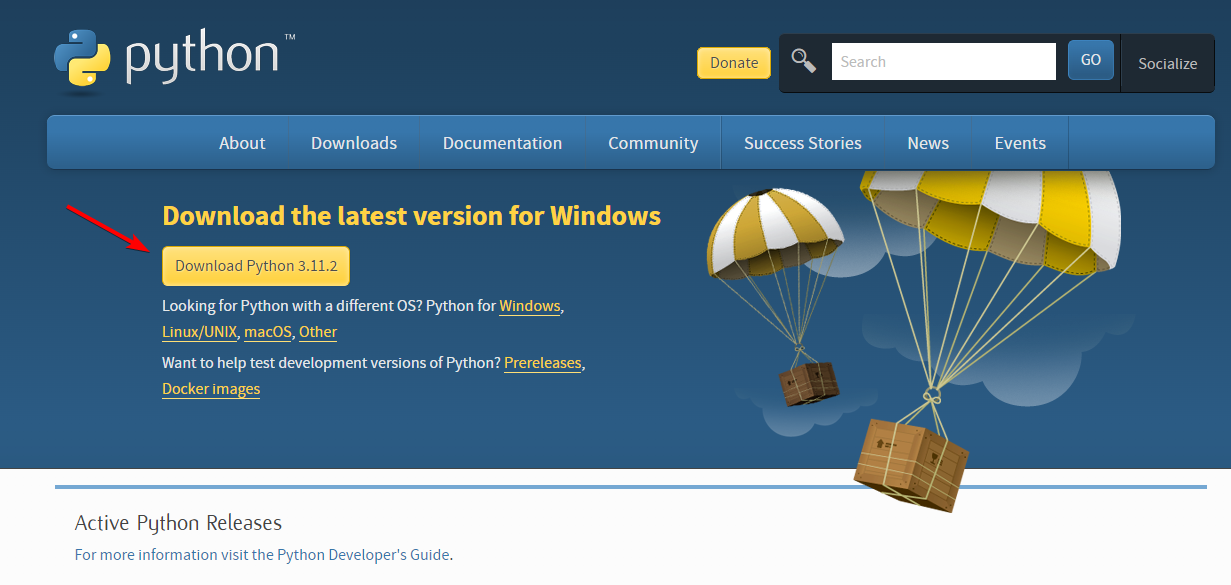 python™
Donate
Search
GO
Socialize
About
Downloads
Documentation
Community
Success Stories
News
Events
Download the latest version for Windows
Download Python 3.11.2
Looking for Python with a different OS? Python for Windows,
Linux/UNIX, macOS, Other
Want to help test development versions of Python? Prereleases,
Docker images
Active Python Releases
For more information visit the Python Developer's Guide.